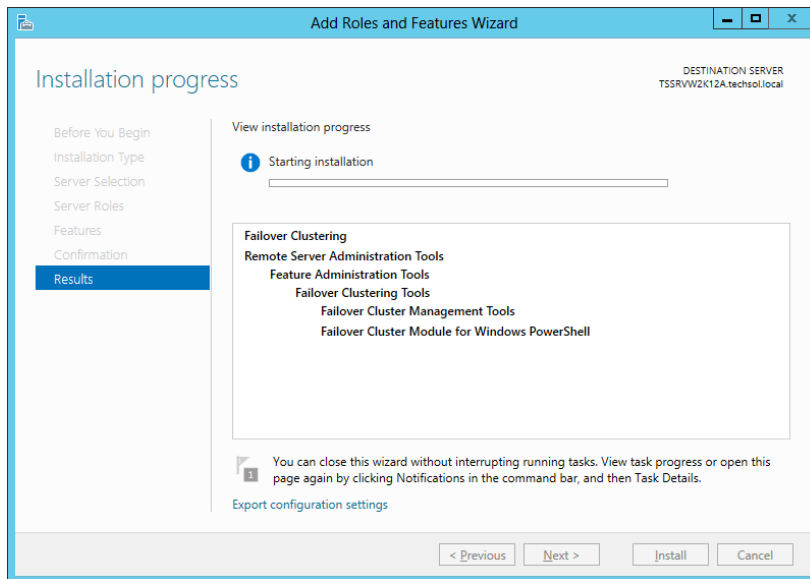 Add Roles and Features Wizard
Installation progress
DESTINATION SERVER
TSSRVW2K12A.techsol.local
Before You Begin
Installation Type
Server Selection
Server Roles
Features
Confirmation
Results
View installation progress
Starting installation
Failover Clustering
Remote Server Administration Tools
Feature Administration Tools
Failover Clustering Tools
Failover Cluster Management Tools
Failover Cluster Module for Windows PowerShell
1
You can close this wizard without interrupting running tasks. View task progress or open this
page again by clicking Notifications in the command bar, and then Task Details.
Export configuration settings
< Previous
Next >
Install
Cancel